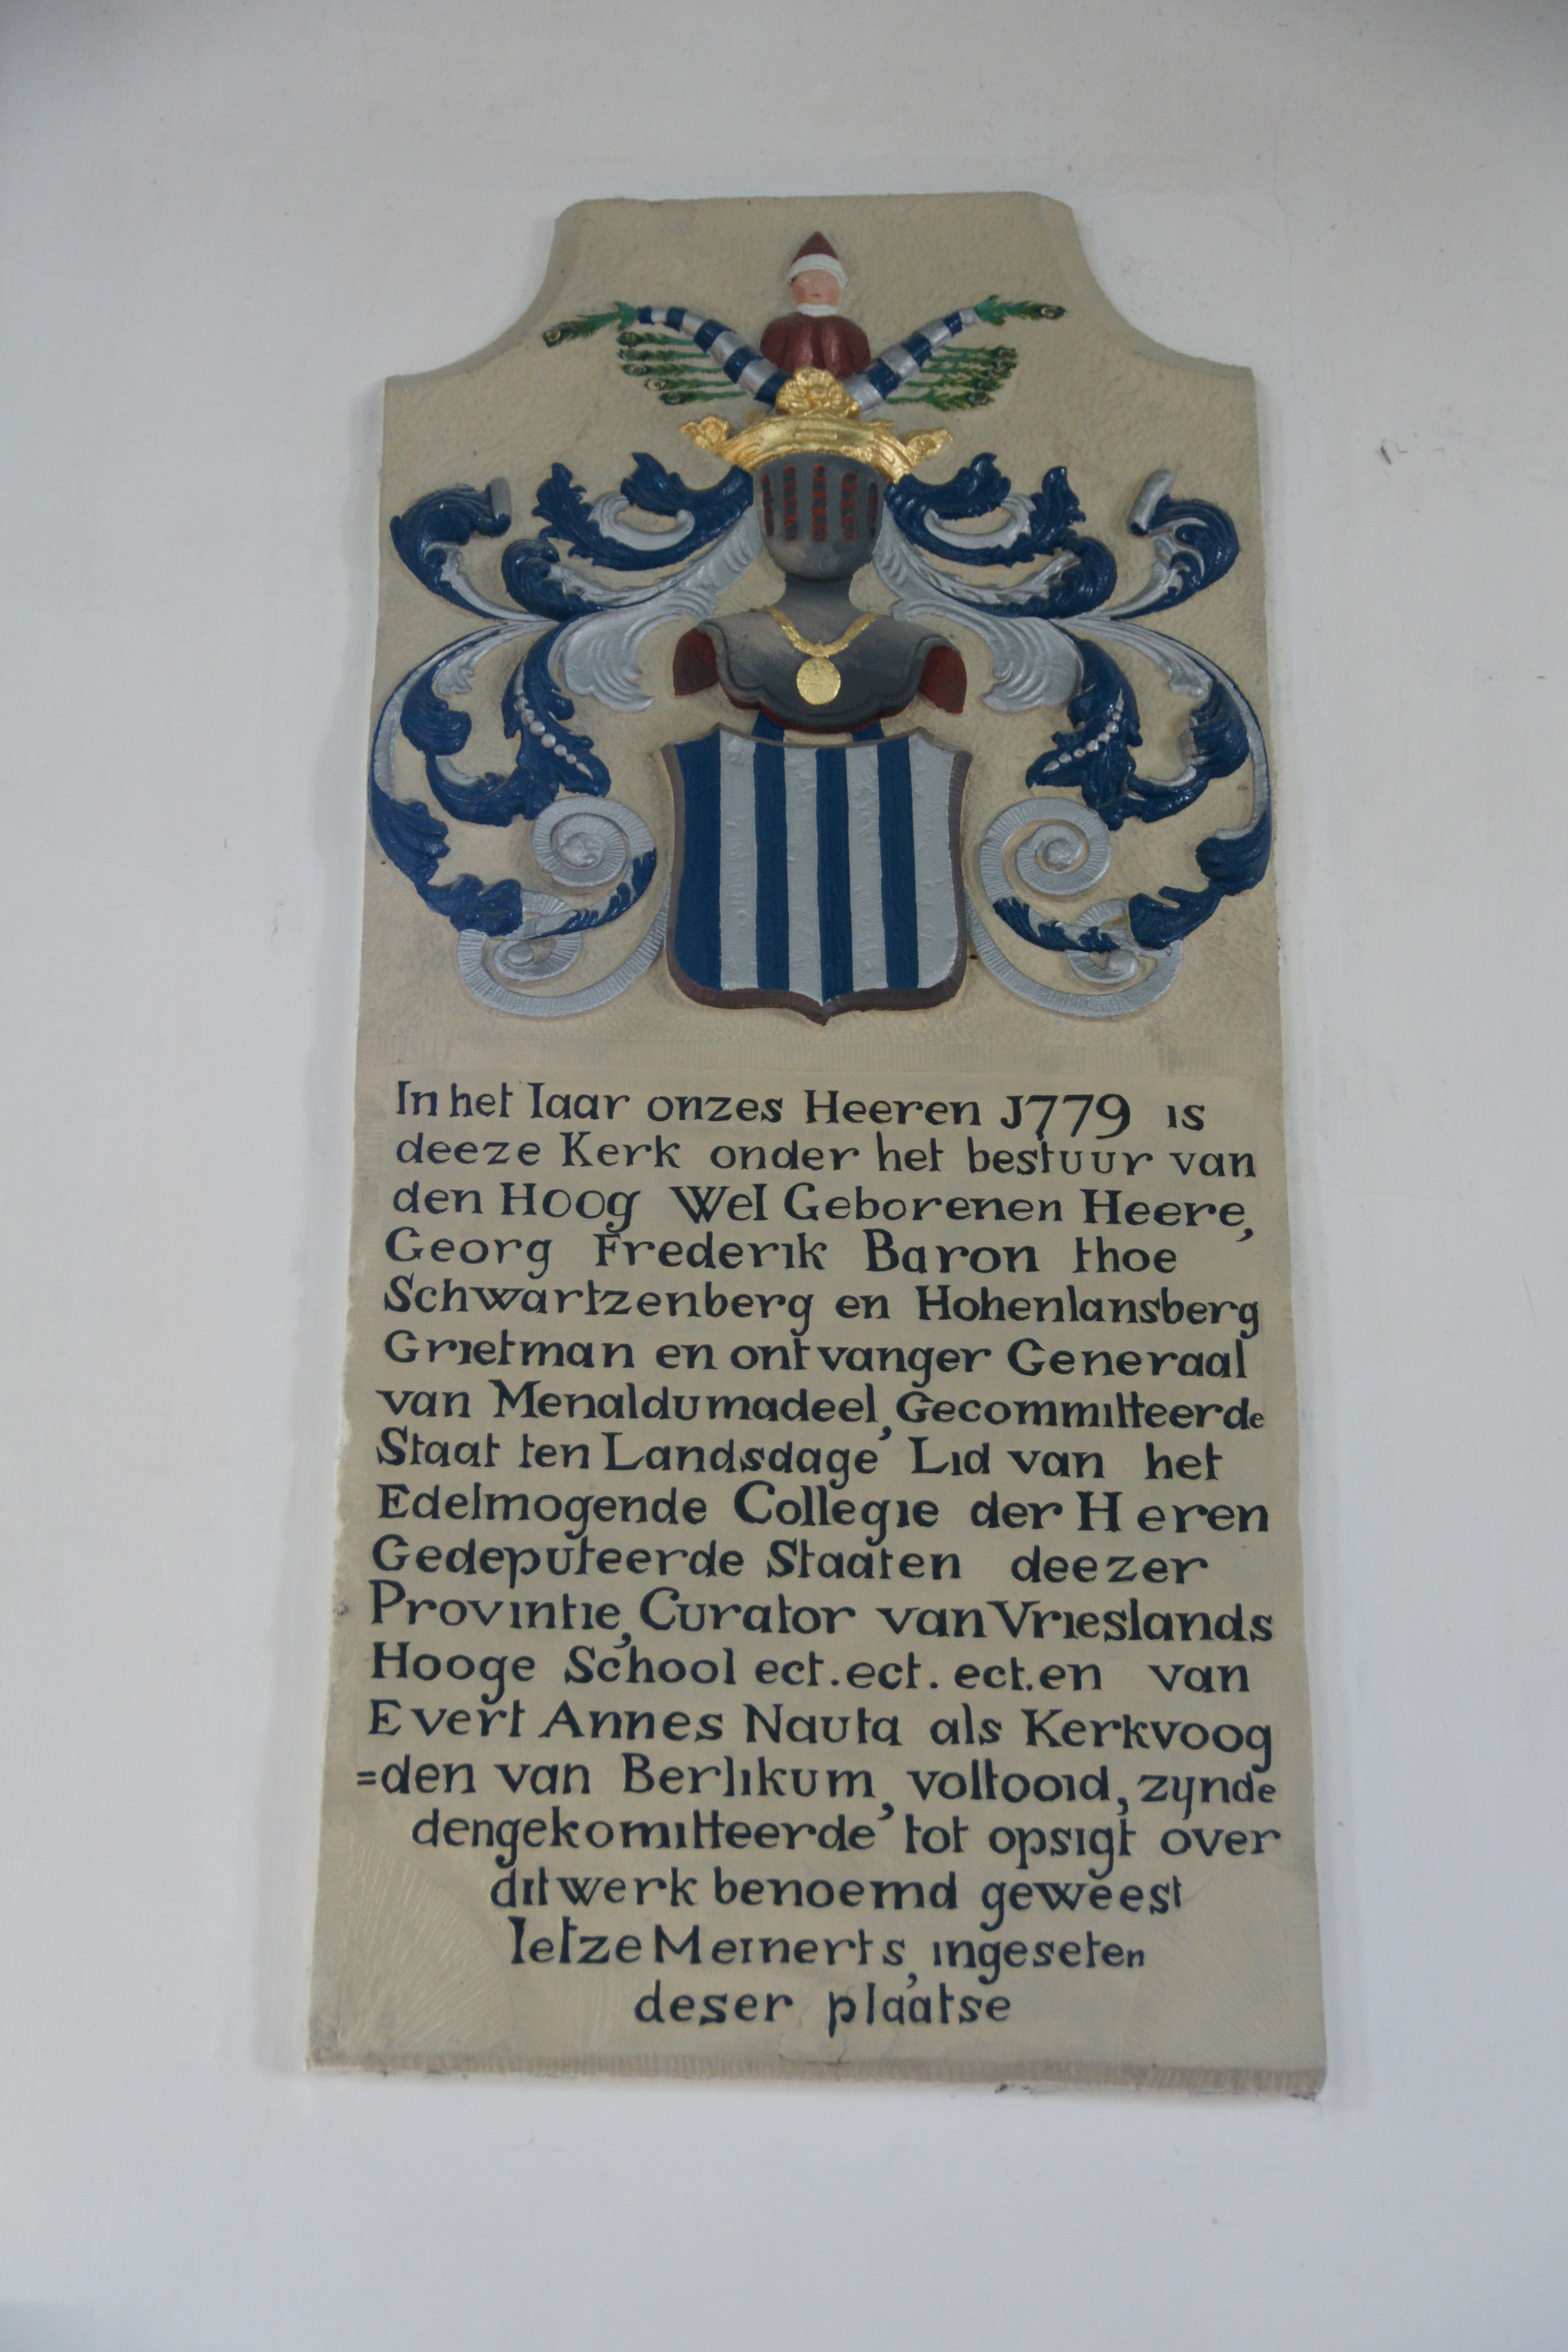 In het Iaar onzes Heeren J779 is
deeze Kerk onder het bestuur van
den Hoog Wel Geborenen Heere,
Georg Frederik Baron thoe
Schwartzenberg en Hohenlansberg
Grietman en ontvanger Generaal
van Menaldumadeel, Gecommitteerde
Staat ten Landsdage Lid van het
Edelmogende Collegie der Heren
Gedeputeerde Staaten deezer
Provintie, Curator van Vrieslands
Hooge School ect. ect. ect. en van
Evert Annes Nauta als Kerkvoog
=den van Berlikum, voltooid, zynde
den gekomitteerde tot opsigt over
dit werk benoemd geweest
Ietze Meinerts, ingeseten
deser plaatse